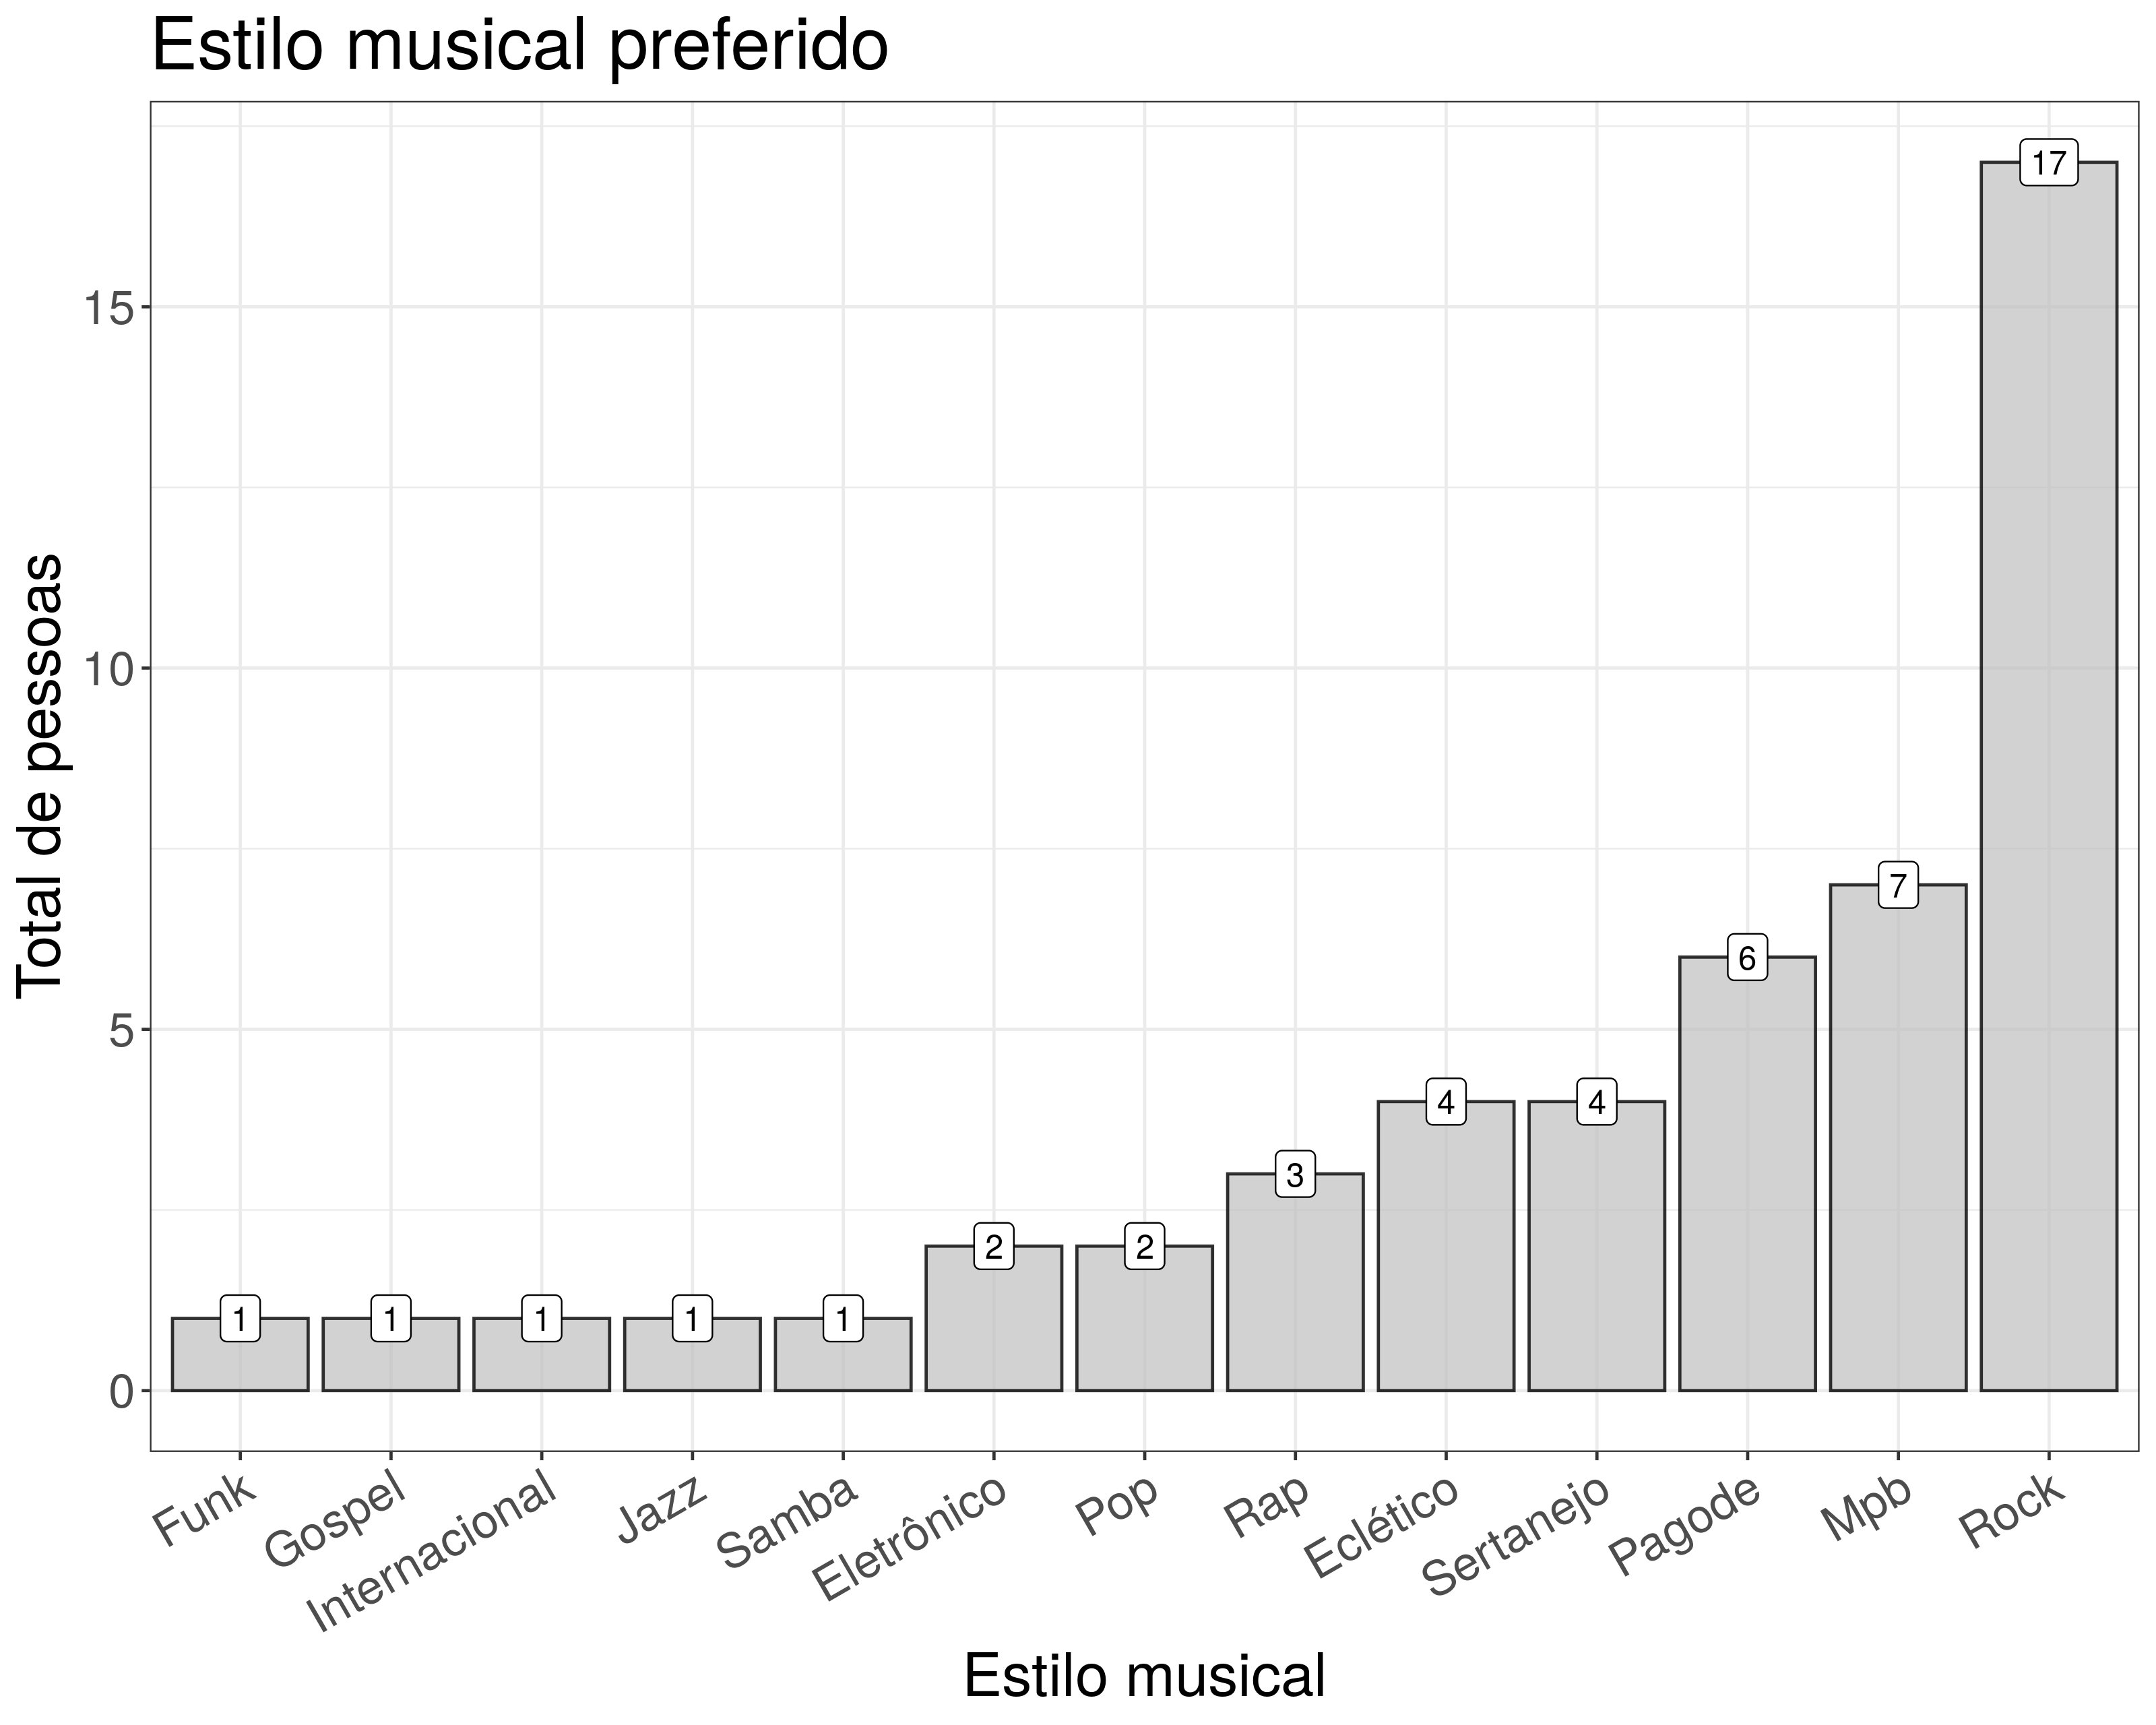 Estilo musical preferido
Total de pessoas
15
10
5
0
1
1
1
1
1
2
2
3
4
4
6
7
17
Funk
Gospel
Internacional
Jazz
Samba
Eletrônico
Pop
Rap
Eclético
Sertanejo
Pagode
Mpb
Rock
Estilo musical